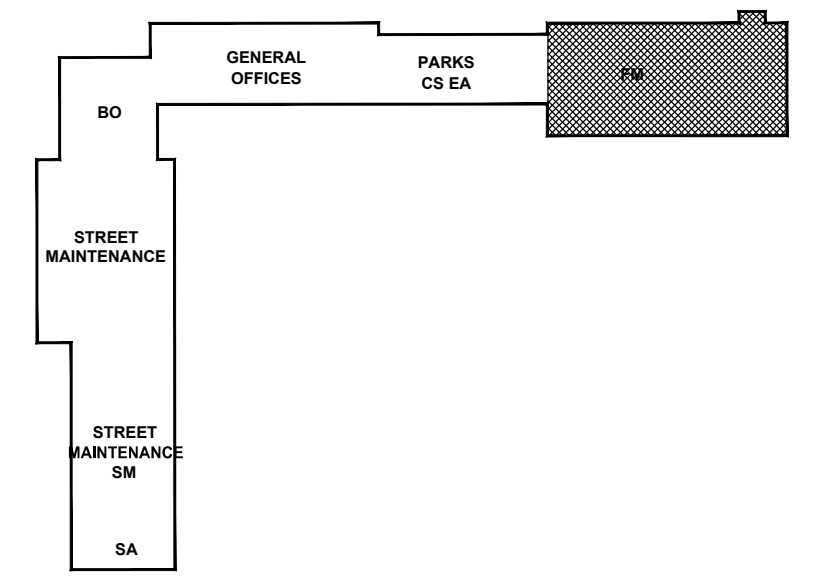 GENERAL
OFFICES
PARKS
CS EA
FM
BO
STREET
MAINTENANCE
STREET
MAINTENANCE
SM
SA